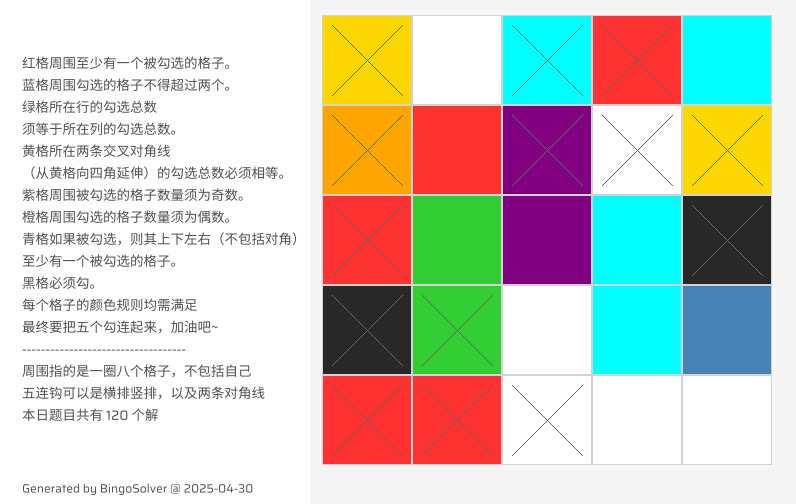 红格周围至少有一个被勾选的格子。
蓝格周围勾选的格子不得超过两个。
绿格所在行的勾选总数
须等于所在列的勾选总数。
黄格所在两条交叉对角线
（从黄格向四角延伸）的勾选总数必须相等。
紫格周围被勾选的格子数量须为奇数。
橙格周围勾选的格子数量须为偶数。
青格如果被勾选，则其上下左右（不包括对角）
至少有一个被勾选的格子。
黑格必须勾。
每个格子的颜色规则均需满足
最终要把五个勾连起来，加油吧~
----------------------------------
周围指的是一圈八个格子，不包括自己
五连钩可以是横排竖排，以及两条对角线
本日题目共有 120 个解
Generated by BingoSolver @ 2025-04-30